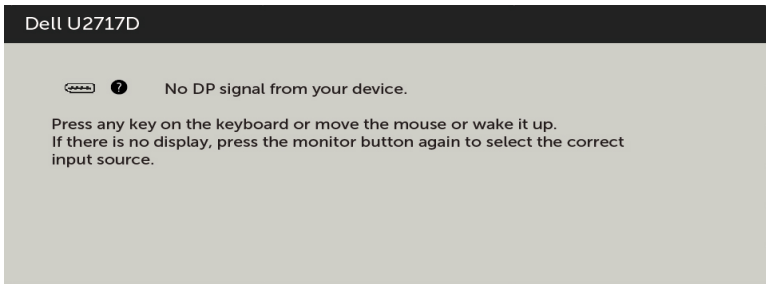 Dell U2717D
? No DP signal from your device.
Press any key on the keyboard or move the mouse or wake it up.
If there is no display, press the monitor button again to select the correct
input source.